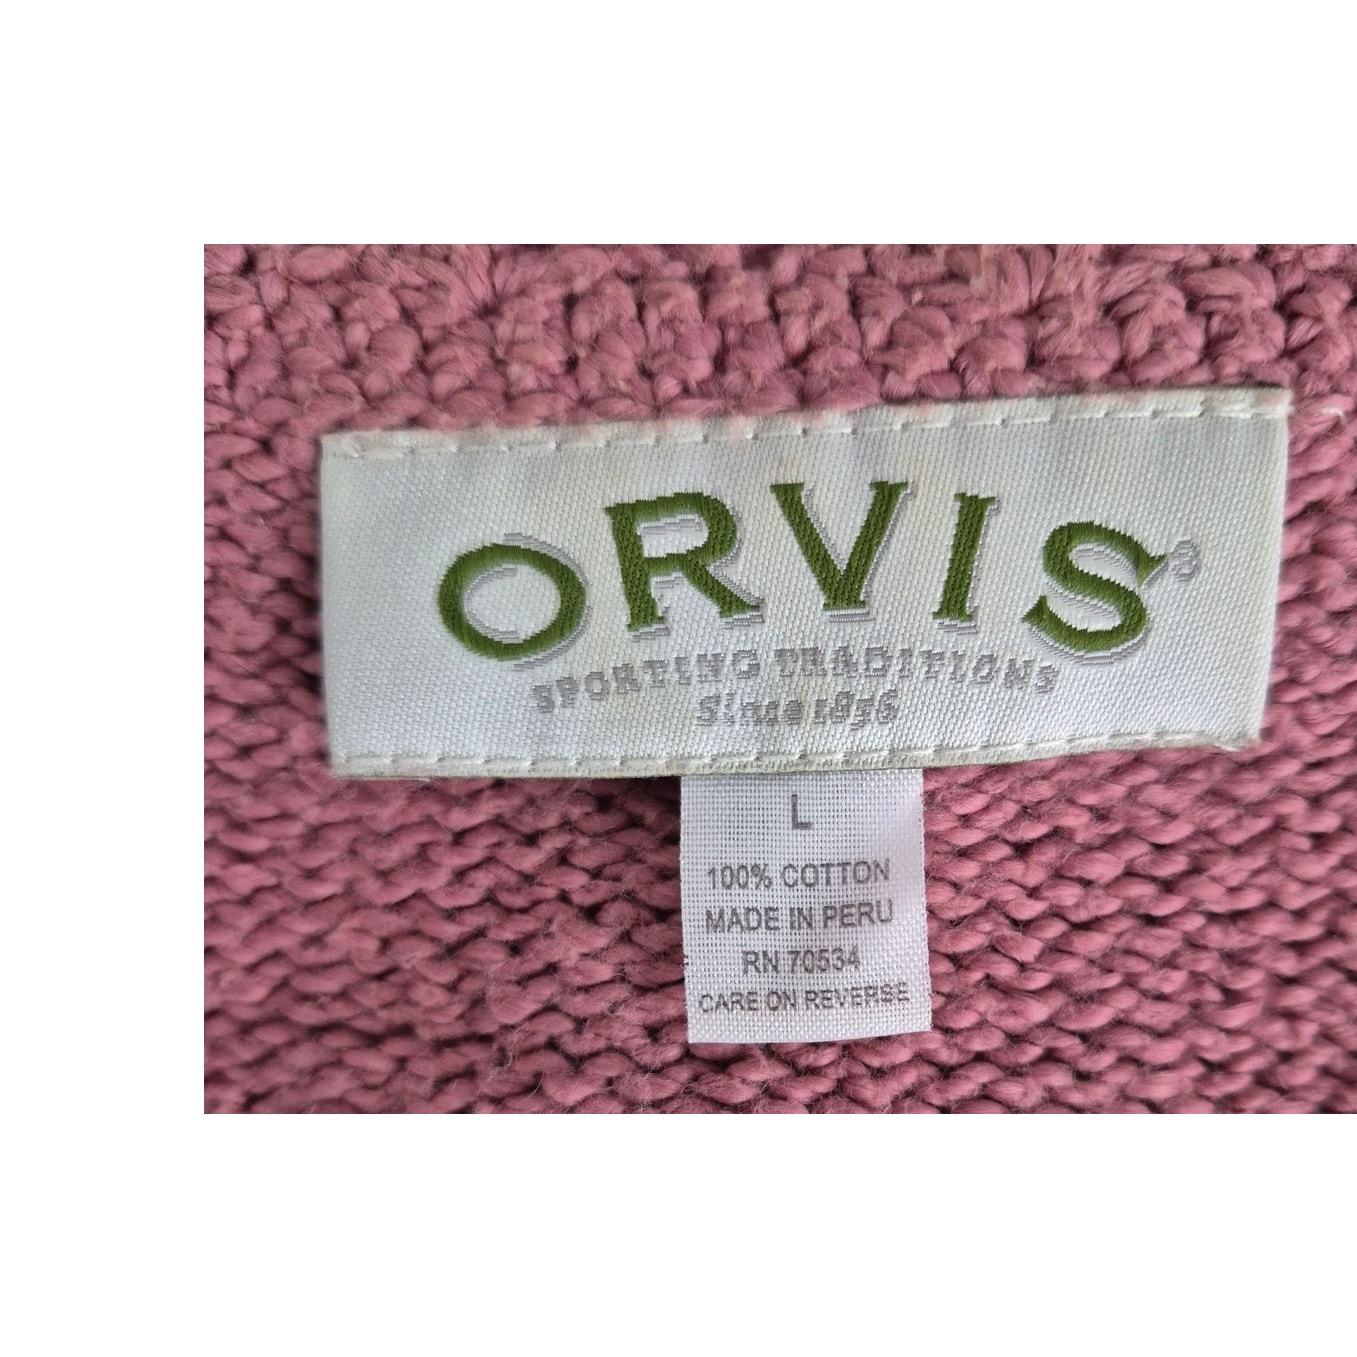 ORVIS®
SPORTING TRADITIONS
Since 1856
L
100% COTTON
MADE IN PERU
RN 70534
CARE ON REVERSE